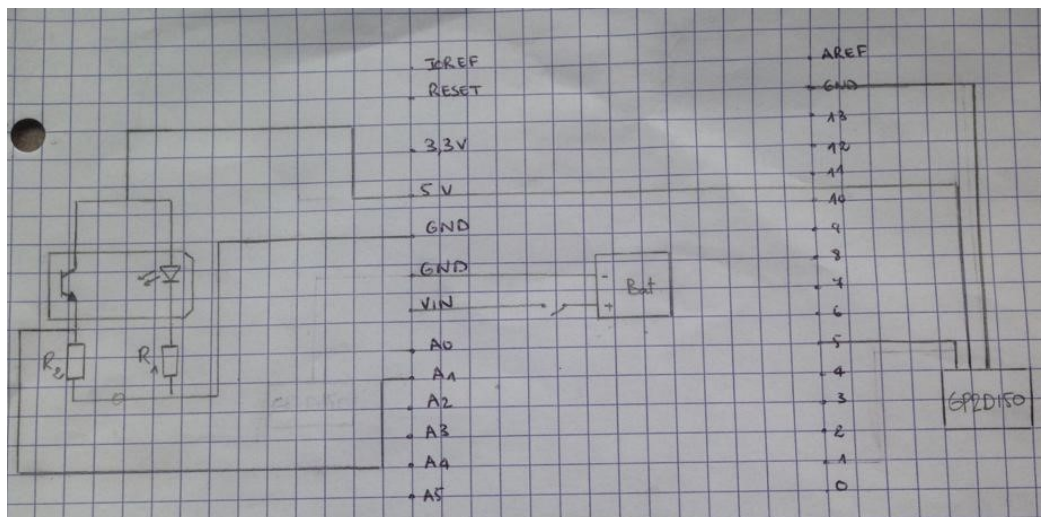 IOREF
RESET
3,3V
5V
GND
GND
VIN
A0
A1
A2
A3
A4
A5
R2
R1
- Bat
+
AREF
GND
13
12
11
10
9
8
7
6
5
4
3
2
1
0
GP2D150